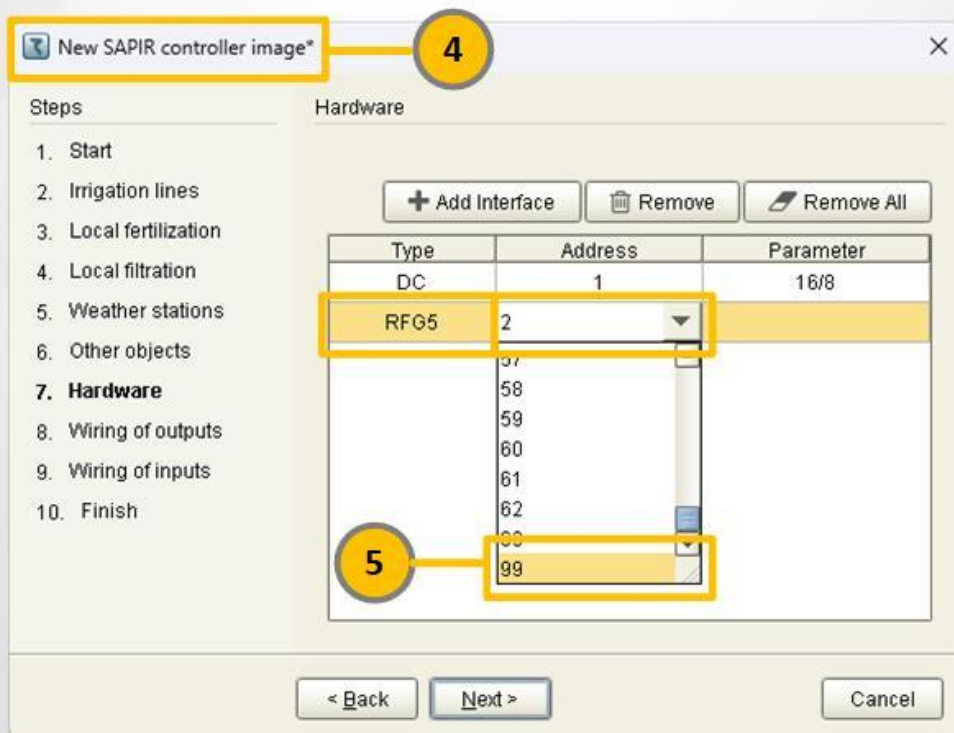 New SAPIR controller image*
4
Steps
1. Start
2. Irrigation lines
3. Local fertilization
4. Local filtration
5. Weather stations
6. Other objects
7. Hardware
8. Wiring of outputs
9. Wiring of inputs
10. Finish
Hardware
Add Interface Remove Remove All
Type Address Parameter
DC 1 16/8
RFG5 2
57
58
59
60
61
62
99
5
< Back Next > Cancel